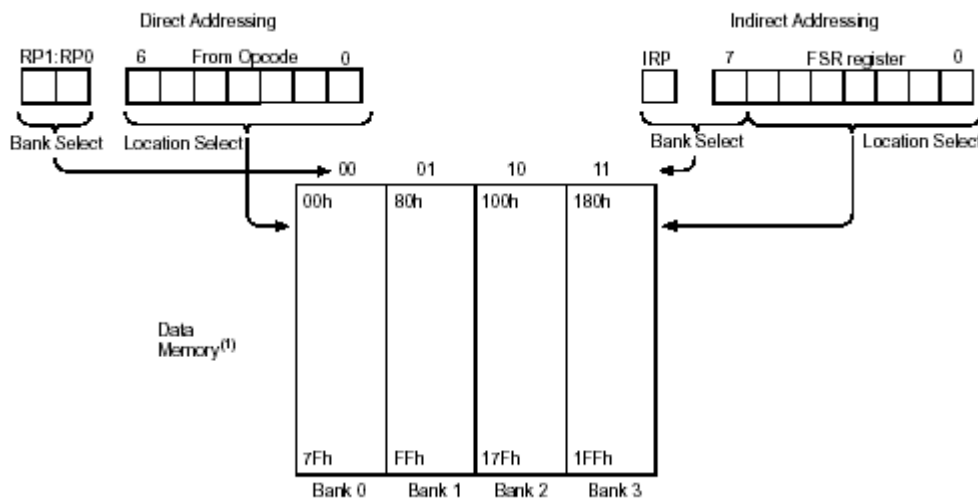 Direct Addressing
Indirect Addressing
RP1:RP0 6 From Opcode 0
IRP 7 FSR register 0
Bank Select Location Select
Bank Select Location Select
00 01 10 11
00h 80h 100h 180h
Data
Memory(1)
7Fh FFh 17Fh 1FFh
Bank 0 Bank 1 Bank 2 Bank 3